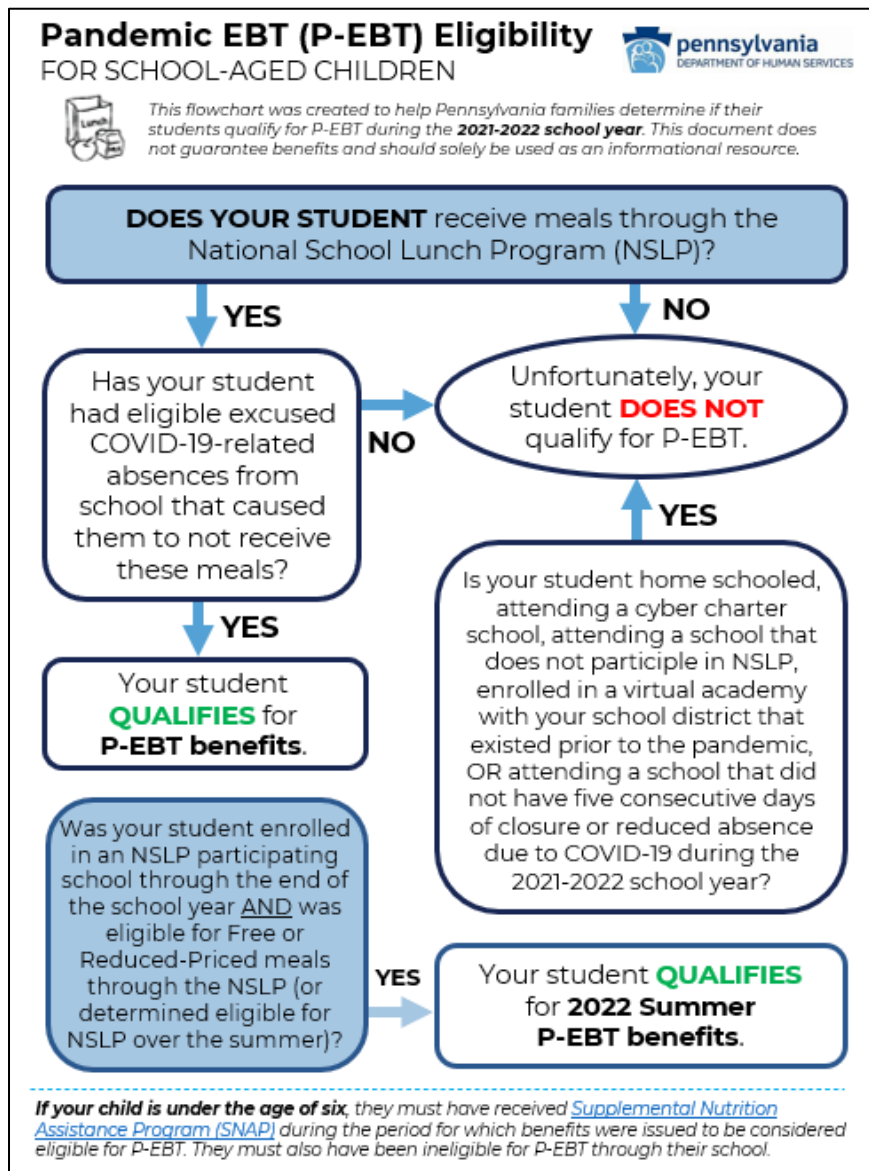 Pandemic EBT (P-EBT) Eligibility
FOR SCHOOL-AGED CHILDREN
pennsylvania
DEPARTMENT OF HUMAN SERVICES
Lunch
This flowchart was created to help Pennsylvania families determine if their
students qualify for P-EBT during the 2021-2022 school year. This document does
not guarantee benefits and should solely be used as an informational resource.
DOES YOUR STUDENT receive meals through the
National School Lunch Program (NSLP)?
YES
NO
Has your student
had eligible excused
COVID-19-related
absences from
school that caused
them to not receive
these meals?
NO
Unfortunately, your
student DOES NOT
qualify for P-EBT.
YES
YES
Your student
QUALIFIES for
P-EBT benefits.
Is your student home schooled,
attending a cyber charter
school, attending a school that
does not participle in NSLP,
enrolled in a virtual academy
with your school district that
existed prior to the pandemic,
OR attending a school that did
not have five consecutive days
of closure or reduced absence
due to COVID-19 during the
2021-2022 school year?
Was your student enrolled
in an NSLP participating
school through the end of
the school year AND was
eligible for Free or
Reduced-Priced meals
through the NSLP (or
determined eligible for
NSLP over the summer)?
YES
Your student QUALIFIES
for 2022 Summer
P-EBT benefits.
If your child is under the age of six, they must have received Supplemental Nutrition
Assistance Program (SNAP) during the period for which benefits were issued to be considered
eligible for P-EBT. They must also have been ineligible for P-EBT through their school.